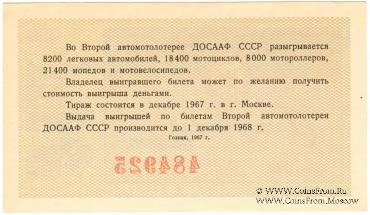 Во Второй автомотолотерее ДОСААФ СССР разыгрывается
8200 легковых автомобилей, 18400 мотоциклов, 8000 мотороллеров,
21400 мопедов и мотовелосипедов.
Владелец выигравшего билета может по желанию получить
стоимость выигрыша деньгами.
Тираж состоится в декабре 1967 г. в г. Москве.
Выдача выигрышей по билетам Второй автомотолотереи
ДОСААФ СССР производится до 1 декабря 1968 г.
Гознак, 1967 г.
484925
© CoinsFrom.Ru
CoinsFrom.Moscow